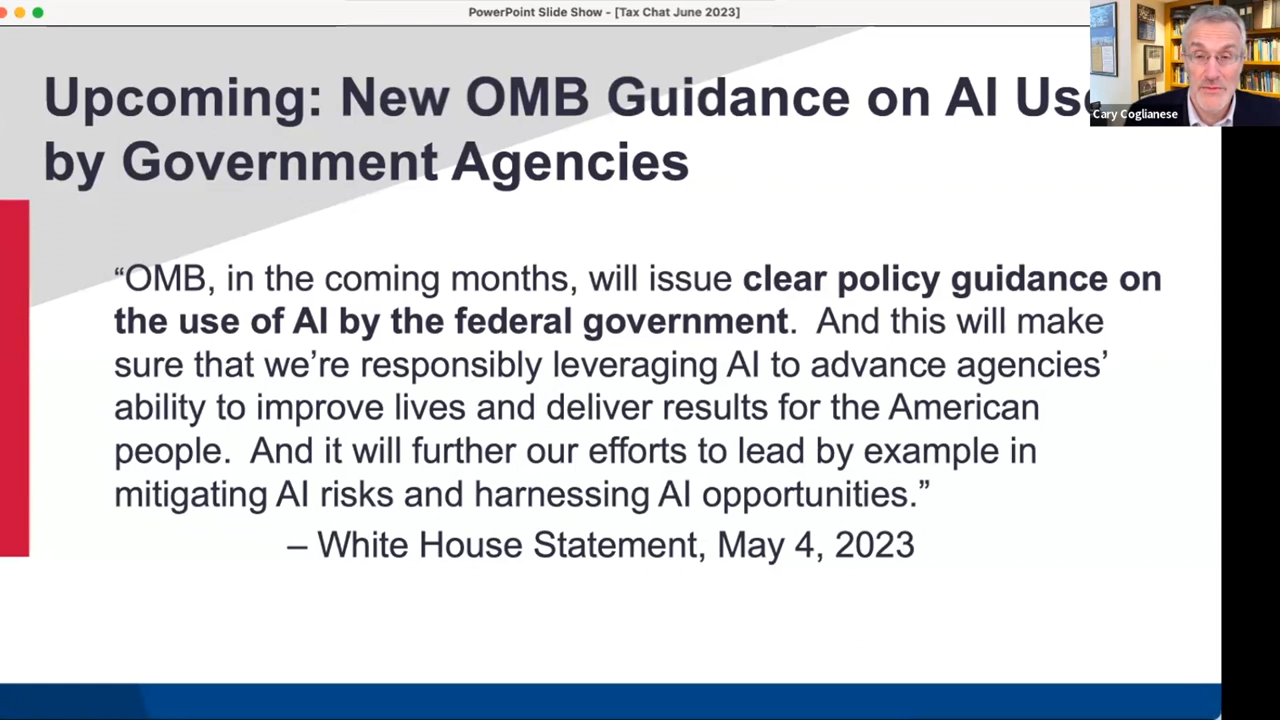 PowerPoint Slide Show - [Tax Chat June 2023]
Upcoming: New OMB Guidance on AI Use
by Government Agencies
Cary Coglianese
“OMB, in the coming months, will issue clear policy guidance on
the use of AI by the federal government.  And this will make
sure that we’re responsibly leveraging AI to advance agencies’
ability to improve lives and deliver results for the American
people.  And it will further our efforts to lead by example in
mitigating AI risks and harnessing AI opportunities.”
– White House Statement, May 4, 2023